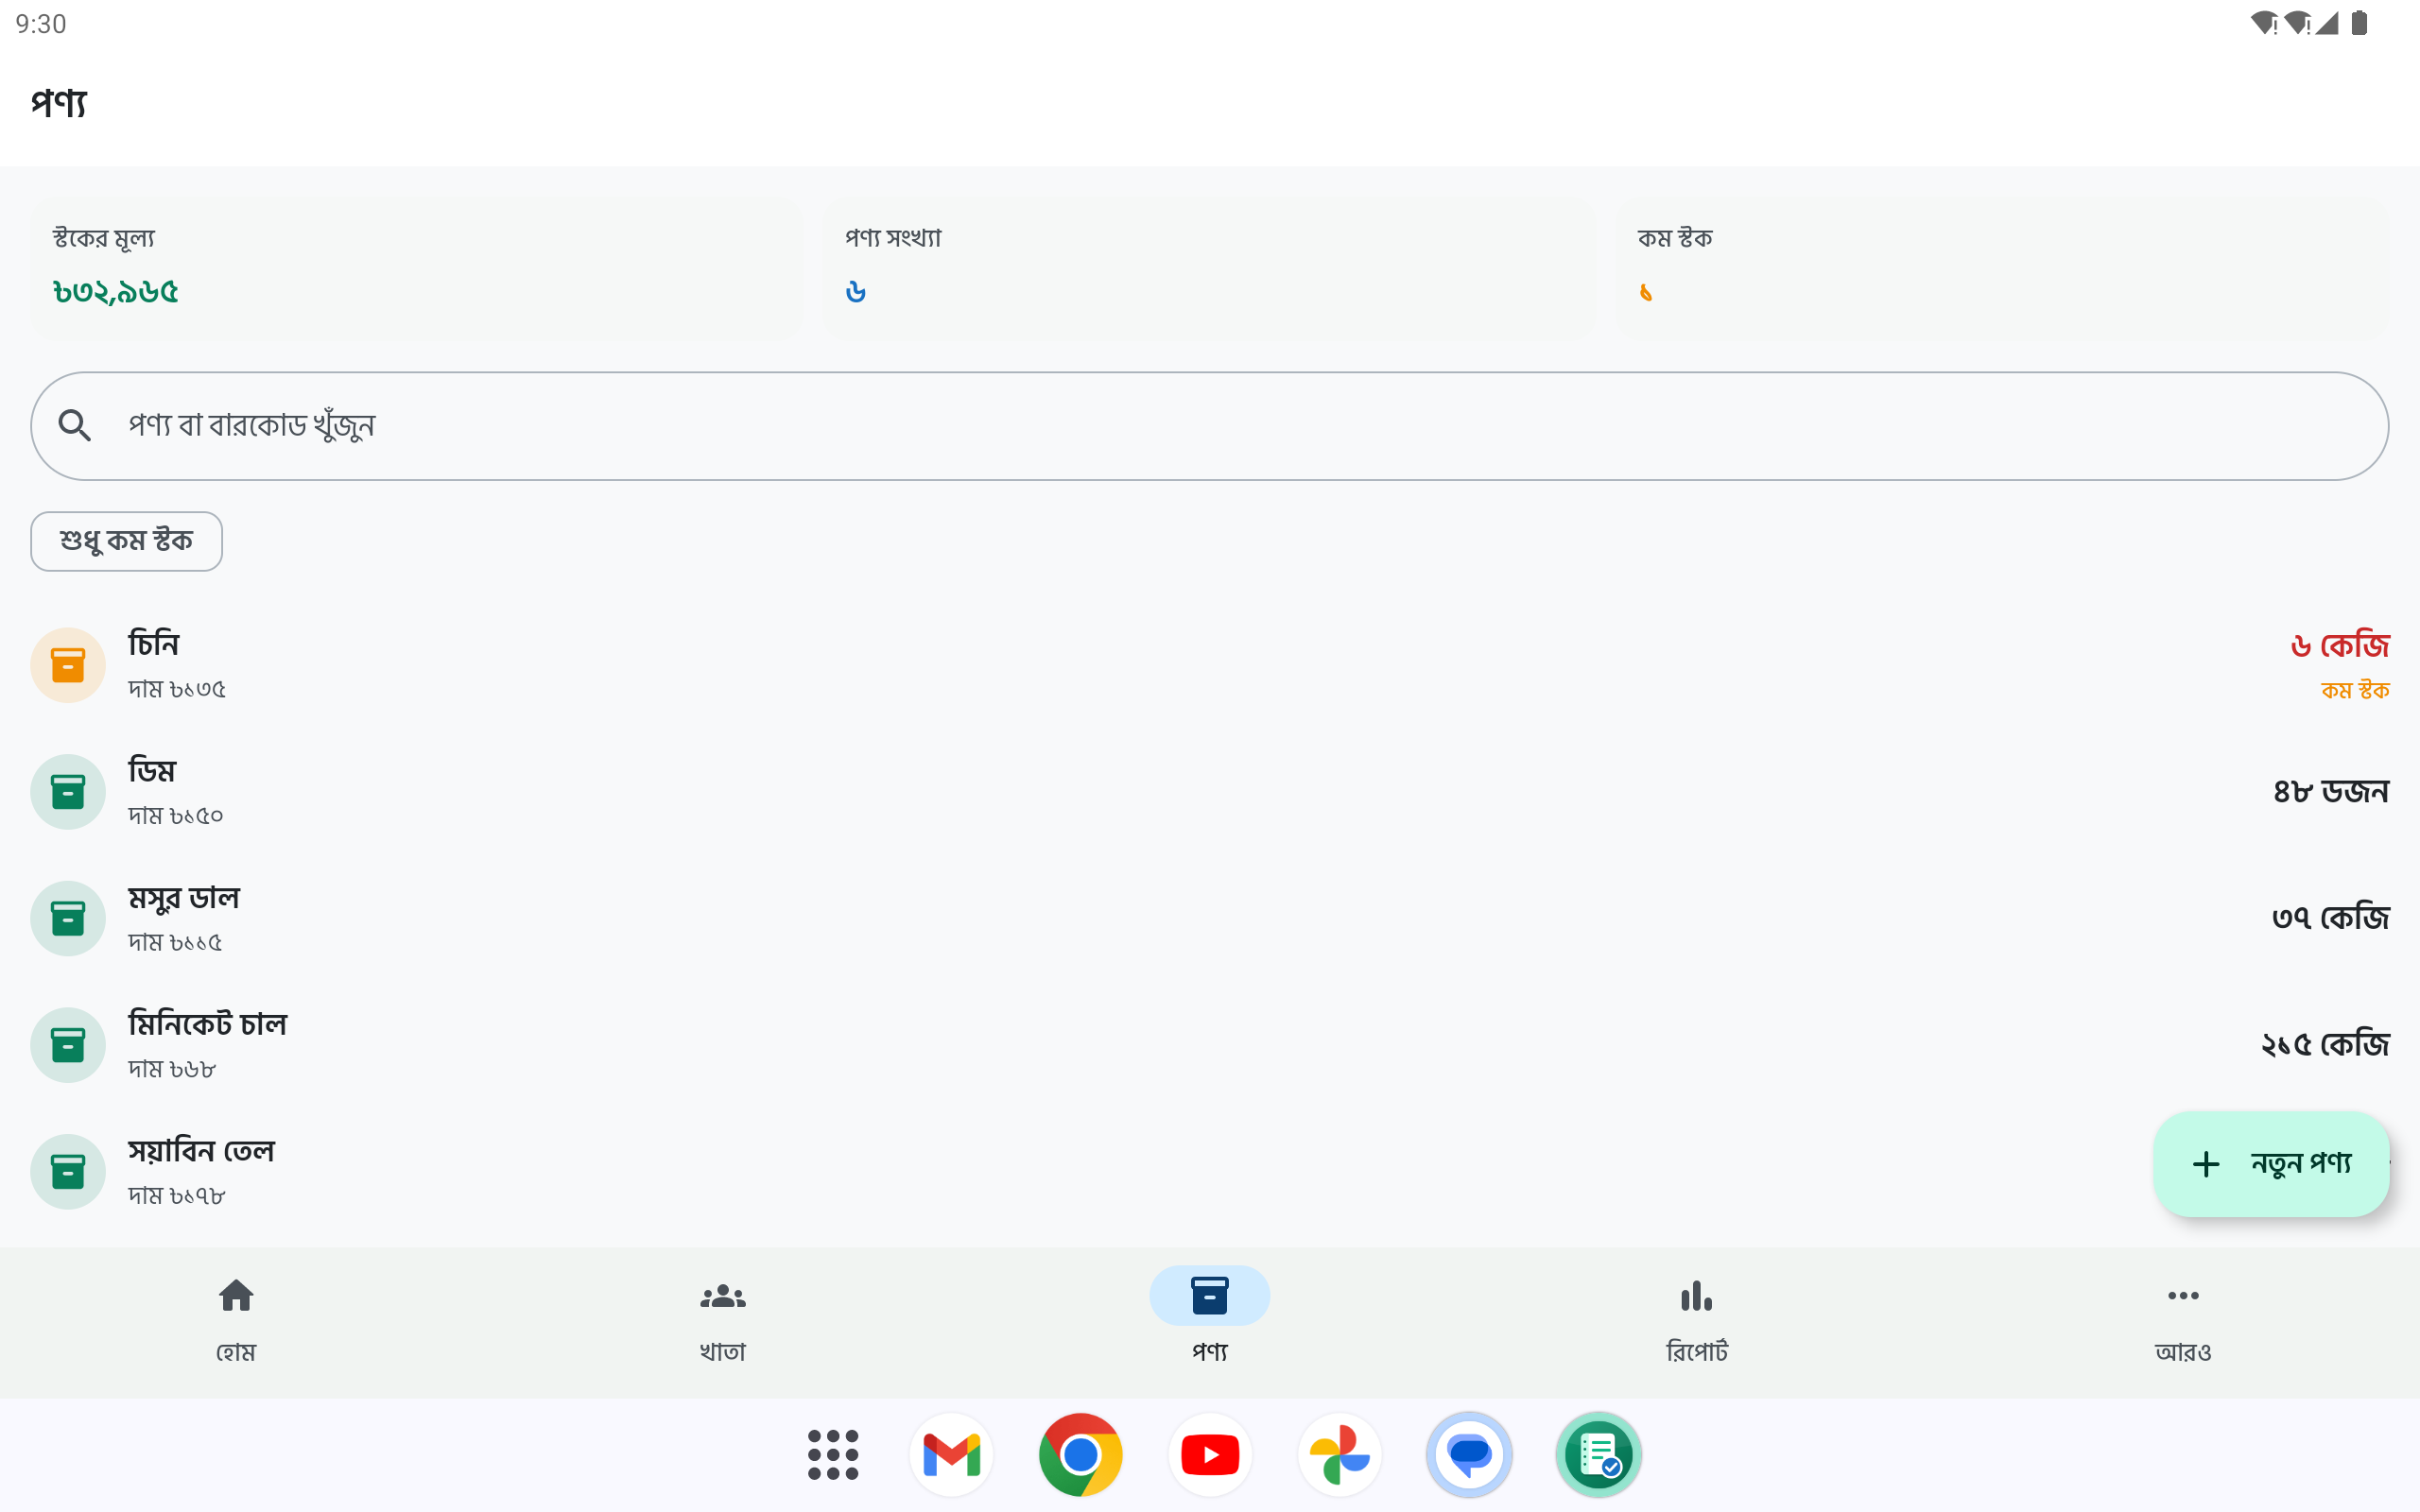 9:30
পণ্য
স্টকের মূল্য
৳৩২,৯৬৫
পণ্য সংখ্যা
৬
কম স্টক
১
পণ্য বা বারকোড খুঁজুন
শুধু কম স্টক
চিনি
দাম ৳১৩৫
৬ কেজি
কম স্টক
ডিম
দাম ৳১৫০
৪৮ ডজন
মসুর ডাল
দাম ৳১১৫
৩৭ কেজি
মিনিকেট চাল
দাম ৳৬৮
২১৫ কেজি
সয়াবিন তেল
দাম ৳১৭৮
নতুন পণ্য
হোম
খাতা
পণ্য
রিপোর্ট
আরও